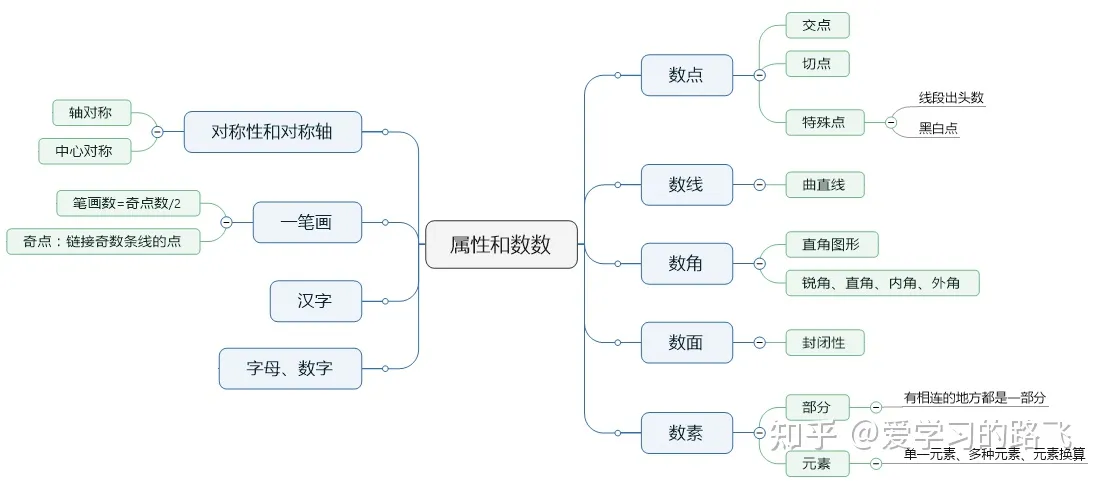 属性和数数
对称性和对称轴
轴对称
中心对称
一笔画
笔画数=奇点数/2
奇点：链接奇数条线的点
汉字
字母、数字
数点
交点
切点
特殊点
线段出头数
黑白点
数线
曲直线
数角
直角图形
锐角、直角、内角、外角
数面
封闭性
数素
部分
有相连的地方都是一部分
元素
单一元素、多种元素、元素换算
知乎 @爱学习的路飞